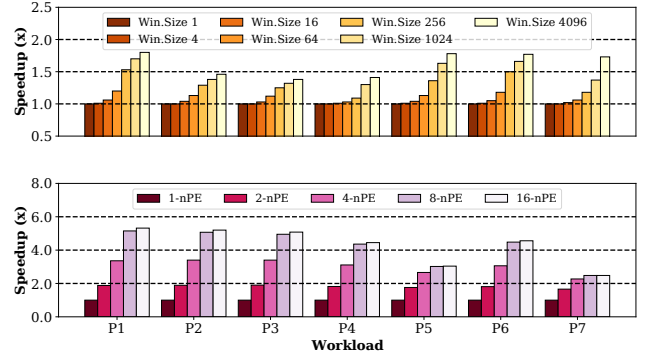 Speedup (x)
2.5
2.0
1.5
1.0
0.5
Win.Size 1 Win.Size 16 Win.Size 256 Win.Size 4096
Win.Size 4 Win.Size 64 Win.Size 1024
Speedup (x)
8.0
6.0
4.0
2.0
0.0
1-nPE 2-nPE 4-nPE 8-nPE 16-nPE
P1 P2 P3 P4 P5 P6 P7
Workload